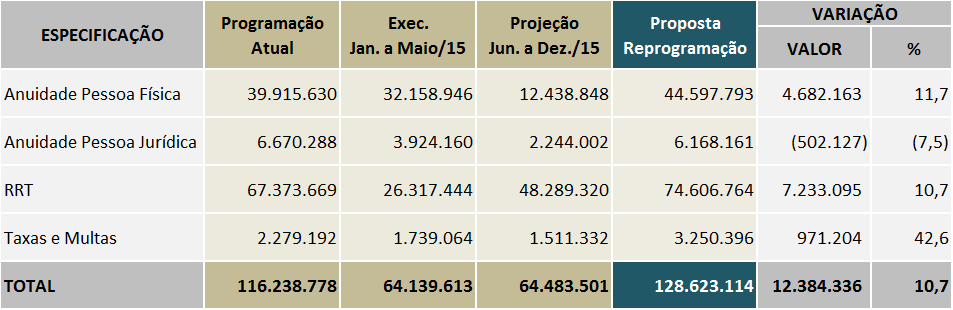 ESPECIFICAÇÃO Programação Atual Exec. Jan. a Maio/15 Projeção Jun. a Dez./15 Proposta Reprogramação VARIAÇÃO
VALOR %
Anuidade Pessoa Física 39.915.630 32.158.946 12.438.848 44.597.793 4.682.163 11,7
Anuidade Pessoa Jurídica 6.670.288 3.924.160 2.244.002 6.168.161 (502.127) (7,5)
RRT 67.373.669 26.317.444 48.289.320 74.606.764 7.233.095 10,7
Taxas e Multas 2.279.192 1.739.064 1.511.332 3.250.396 971.204 42,6
TOTAL 116.238.778 64.139.613 64.483.501 128.623.114 12.384.336 10,7